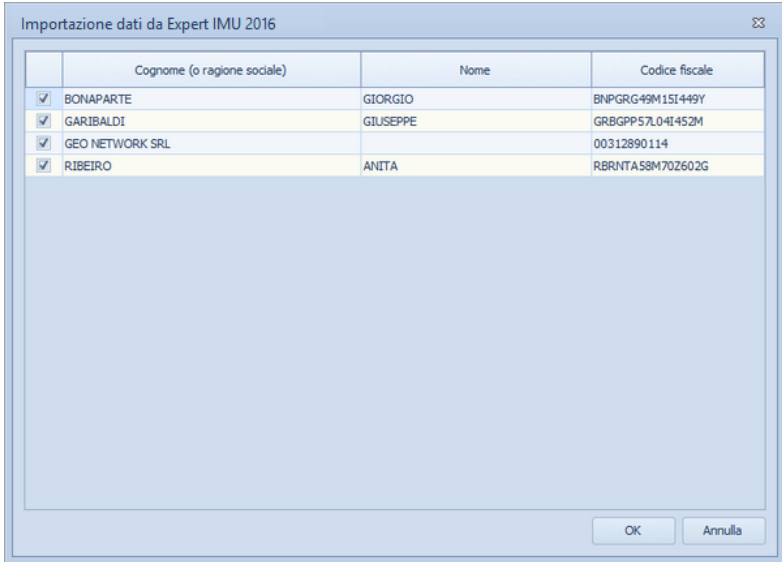 Importazione dati da Expert IMU 2016
Cognome (o ragione sociale) Nome Codice fiscale
BONAPARTE GIORGIO BNPGRG49M15I449Y
GARIBALDI GIUSEPPE GRBGPP57L04I452M
GEO NETWORK SRL 00312890114
RIBEIRO ANITA RBRNTA58M70Z602G
OK Annulla